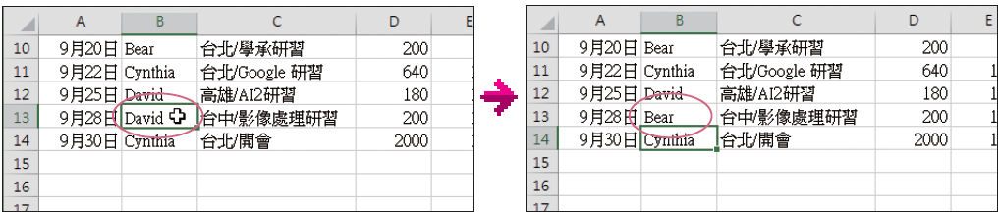 A B C D E
10 9月20日 Bear 台北/學承研習 200
11 9月22日 Cynthia 台北/Google 研習 640
12 9月25日 David 高雄/AI2研習 180
13 9月28日 David 台中/影像處理研習 200
14 9月30日 Cynthia 台北/開會 2000
15
16
17
A B C D E
10 9月20日 Bear 台北/學承研習 200
11 9月22日 Cynthia 台北/Google 研習 640 1
12 9月25日 David 高雄/AI2研習 180 1
13 9月28日 Bear 台中/影像處理研習 200 1
14 9月30日 Cynthia 台北/開會 2000 1
15
16
17